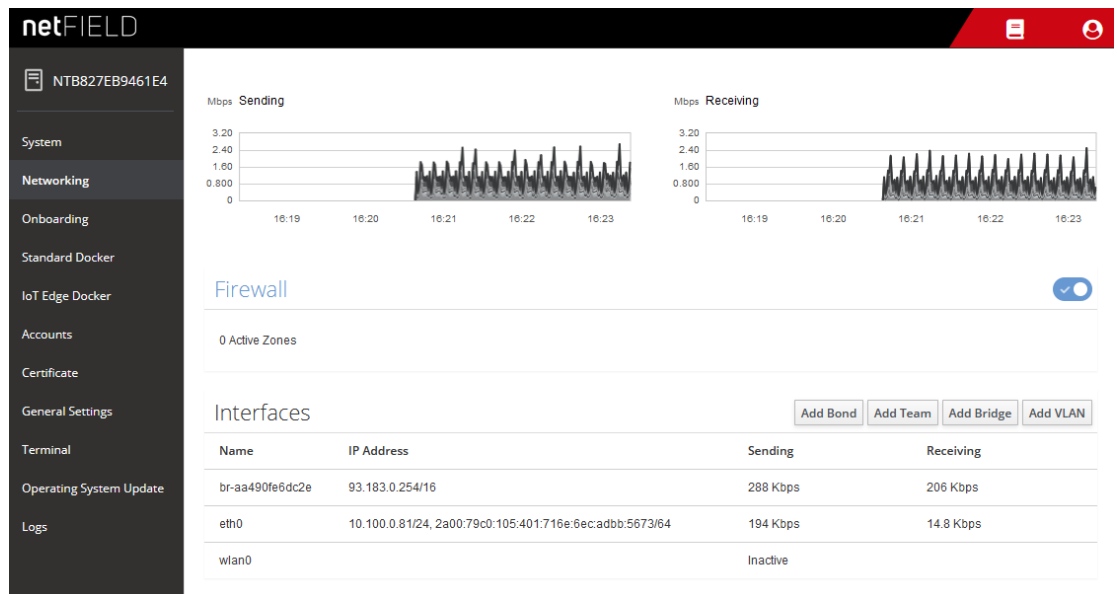 netFIELD
NTB827EB9461E4
System
Networking
Onboarding
Standard Docker
IoT Edge Docker
Accounts
Certificate
General Settings
Terminal
Operating System Update
Logs
Mbps Sending
3.20
2.40
1.60
0.800
0
16:19 16:20 16:21 16:22 16:23
Mbps Receiving
3.20
2.40
1.60
0.800
0
16:19 16:20 16:21 16:22 16:23
Firewall
0 Active Zones
Interfaces Add Bond Add Team Add Bridge Add VLAN
Name IP Address Sending Receiving
br-aa490fe6dc2e 93.183.0.254/16 288 Kbps 206 Kbps
eth0 10.100.0.81/24, 2a00:79c0:105:401:716e:6ec:adbb:5673/64 194 Kbps 14.8 Kbps
wlan0 Inactive